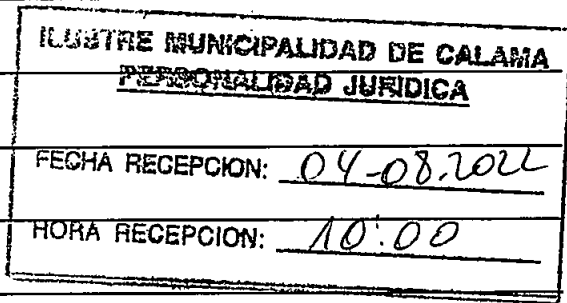 ILUSTRE MUNICIPALIDAD DE CALAMA
PERSONALIDAD JURIDICA
FECHA RECEPCION: 04-08.2022
HORA RECEPCION: 10:00